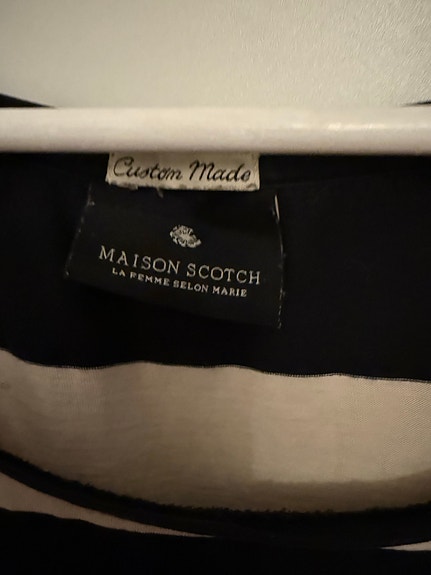 Custom Made
MAISON SCOTCH
LA FEMME SELON MARIE